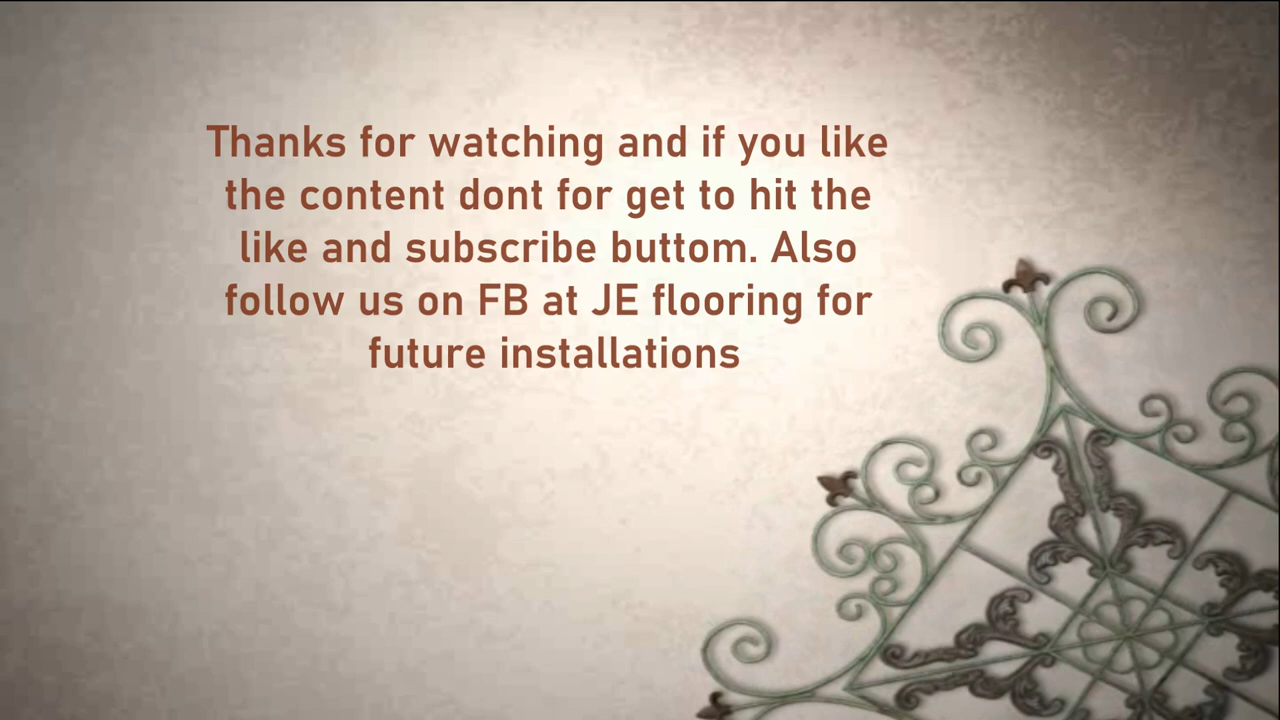 Thanks for watching and if you like
the content dont for get to hit the
like and subscribe buttom. Also
follow us on FB at JE flooring for
future installations